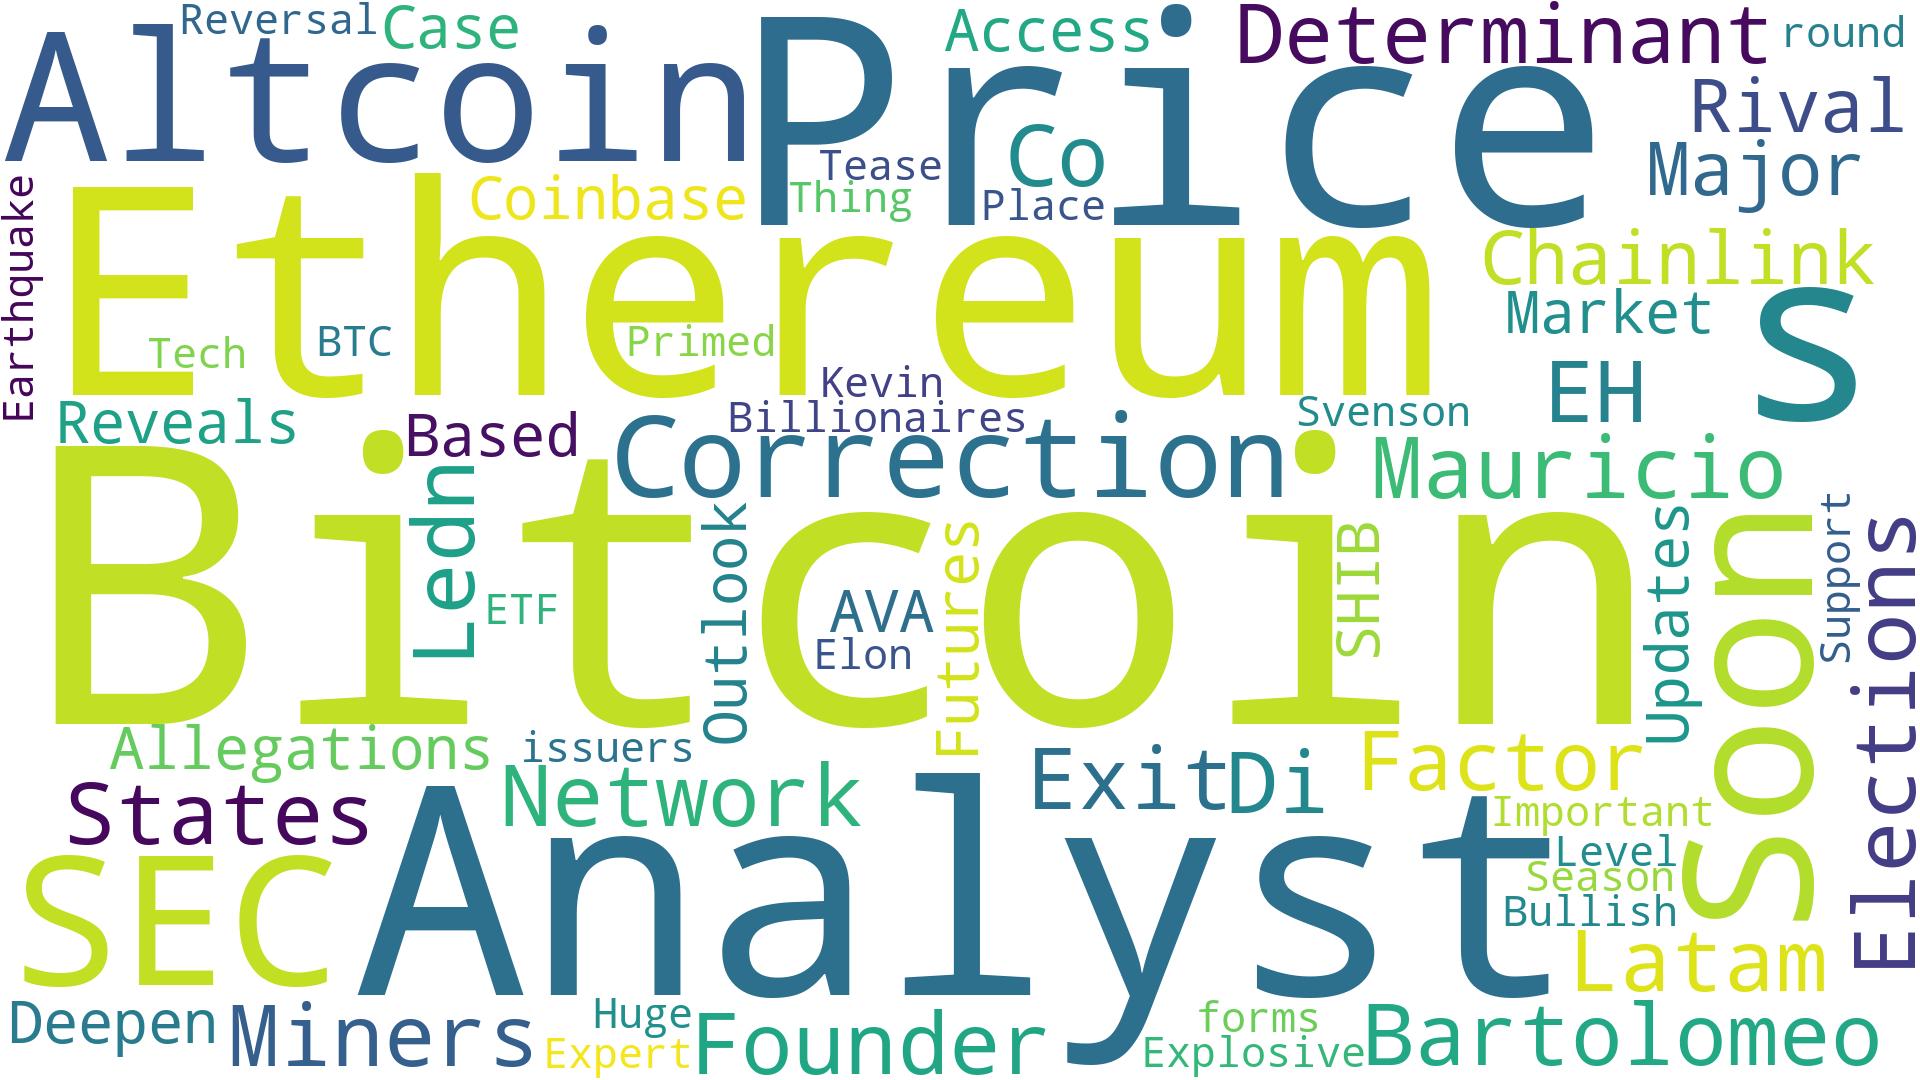 Reversal
Case
Access
Determinant
round
Altcoin
Price
Rival
Co
Major
Tease
Thing
Place
Earthquake
Coinbase
Ethereum
Chainlink
Market
s
Tech
BTC
Primed
Kevin
EH
Billionaires
Svenson
Reveals
Based
Correction
Mauricio
Bitcoin
Ledn
ETF
Outlook
AVA
Elon
Futures
SHIB
Updates
soon
Support
Elections
Allegations
issuers
States
Network
Exit
Di
Factor
Important
Level
Season
Bullish
SEC
Analyst
Latam
Deepen
Miners
Huge
Expert
Founder
forms
Explosive
Bartolomeo